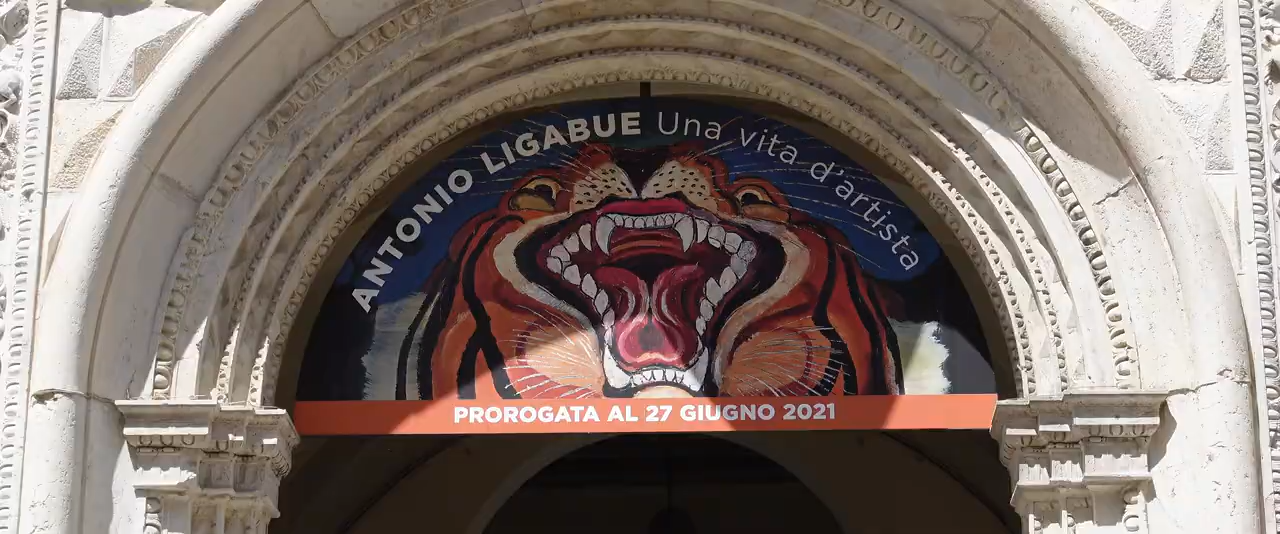 ANTONIO LIGABUE Una vita d'artista
PROROGATA AL 27 GIUGNO 2021